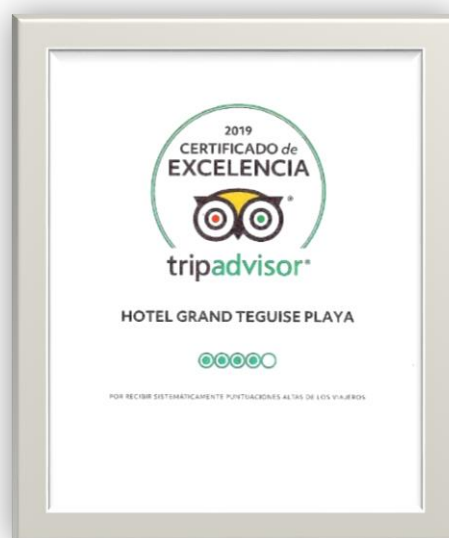 2019
CERTIFICADO de
EXCELENCIA
tripadvisor®
HOTEL GRAND TEGUISE PLAYA
POR RECIBIR SISTEMÁTICAMENTE PUNTUACIONES ALTAS DE LOS VIAJEROS